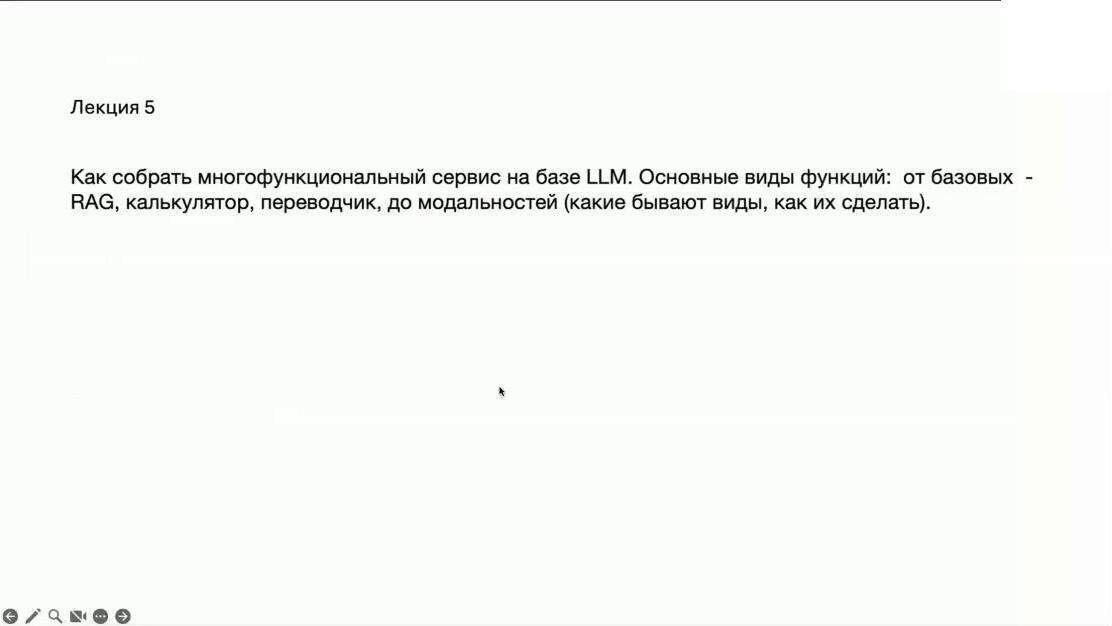 Лекция 5
Как собрать многофункциональный сервис на базе LLM. Основные виды функций:  от базовых  -
RAG, калькулятор, переводчик, до модальностей (какие бывают виды, как их сделать).